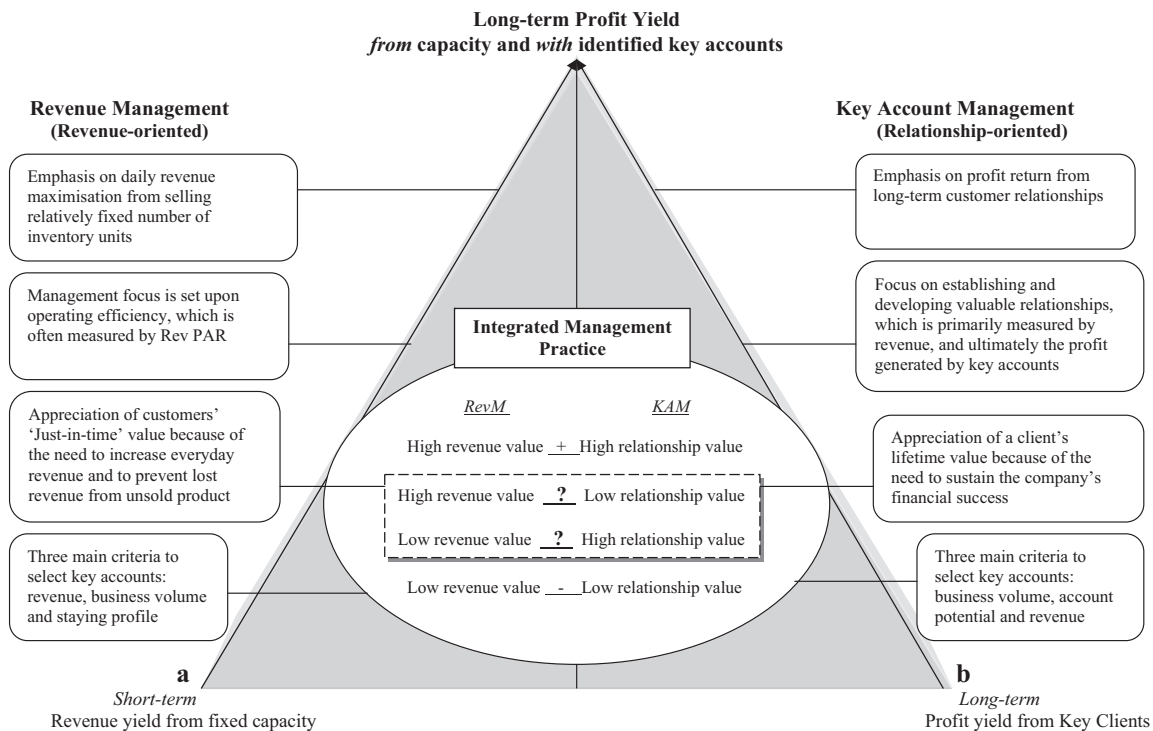 Long-term Profit Yield
from capacity and with identified key accounts
Revenue Management
(Revenue-oriented)
Emphasis on daily revenue
maximisation from selling
relatively fixed number of
inventory units
Management focus is set upon
operating efficiency, which is
often measured by Rev PAR
Appreciation of customers'
'Just-in-time' value because of
the need to increase everyday
revenue and to prevent lost
revenue from unsold product
Three main criteria to
select key accounts:
revenue, business volume
and staying profile
Key Account Management
(Relationship-oriented)
Emphasis on profit return from
long-term customer relationships
Focus on establishing and
developing valuable relationships,
which is primarily measured by
revenue, and ultimately the profit
generated by key accounts
Appreciation of a client's
lifetime value because of the
need to sustain the company's
financial success
Three main criteria to
select key accounts:
business volume, account
potential and revenue
Integrated Management
Practice
RevM KAM
High revenue value + High relationship value
High revenue value ? Low relationship value
Low revenue value ? High relationship value
Low revenue value - Low relationship value
a
Short-term
Revenue yield from fixed capacity
b
Long-term
Profit yield from Key Clients